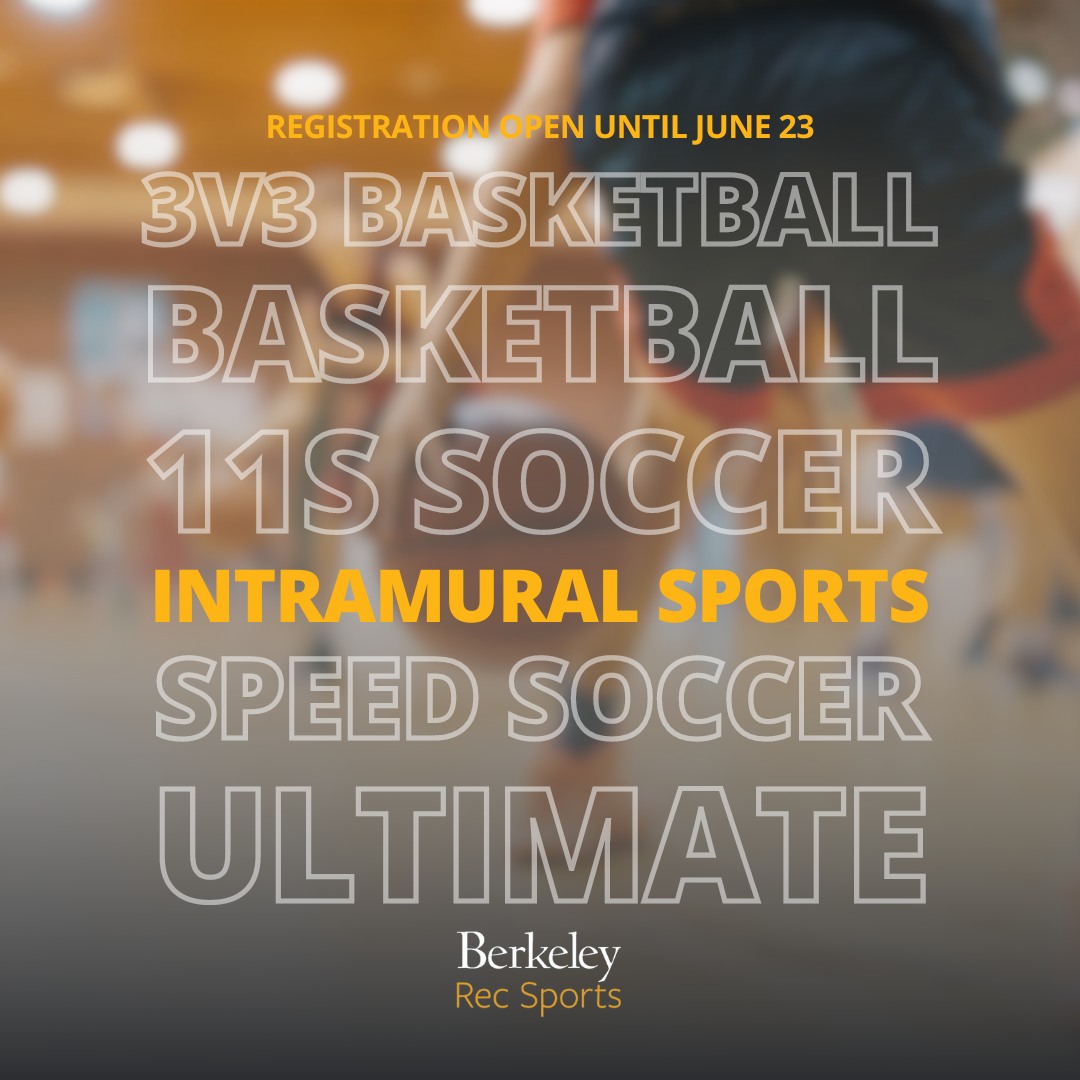 REGISTRATION OPEN UNTIL JUNE 23
3V3 BASKETBALL
BASKETBALL
11S SOCCER
INTRAMURAL SPORTS
SPEED SOCCER
ULTIMATE
Berkeley
Rec Sports